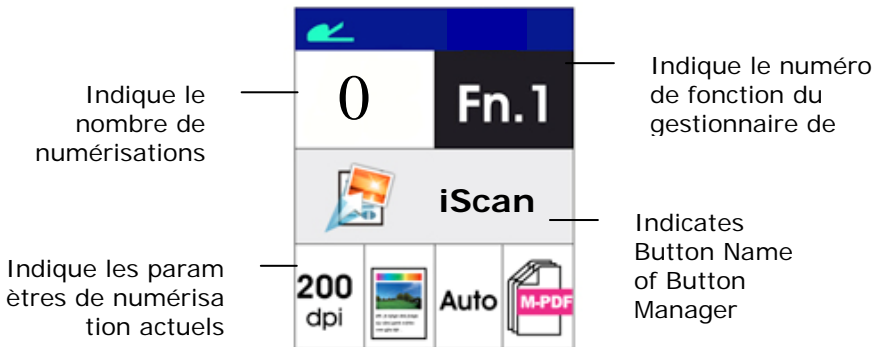 Indique le
nombre de
numérisations
0
Fn.1
Indique le numéro
de fonction du
gestionnaire de
iScan
Indicates
Button Name
of Button
Manager
Indique les param
ètres de numérisa
tion actuels
200
dpi
Auto
M-PDF